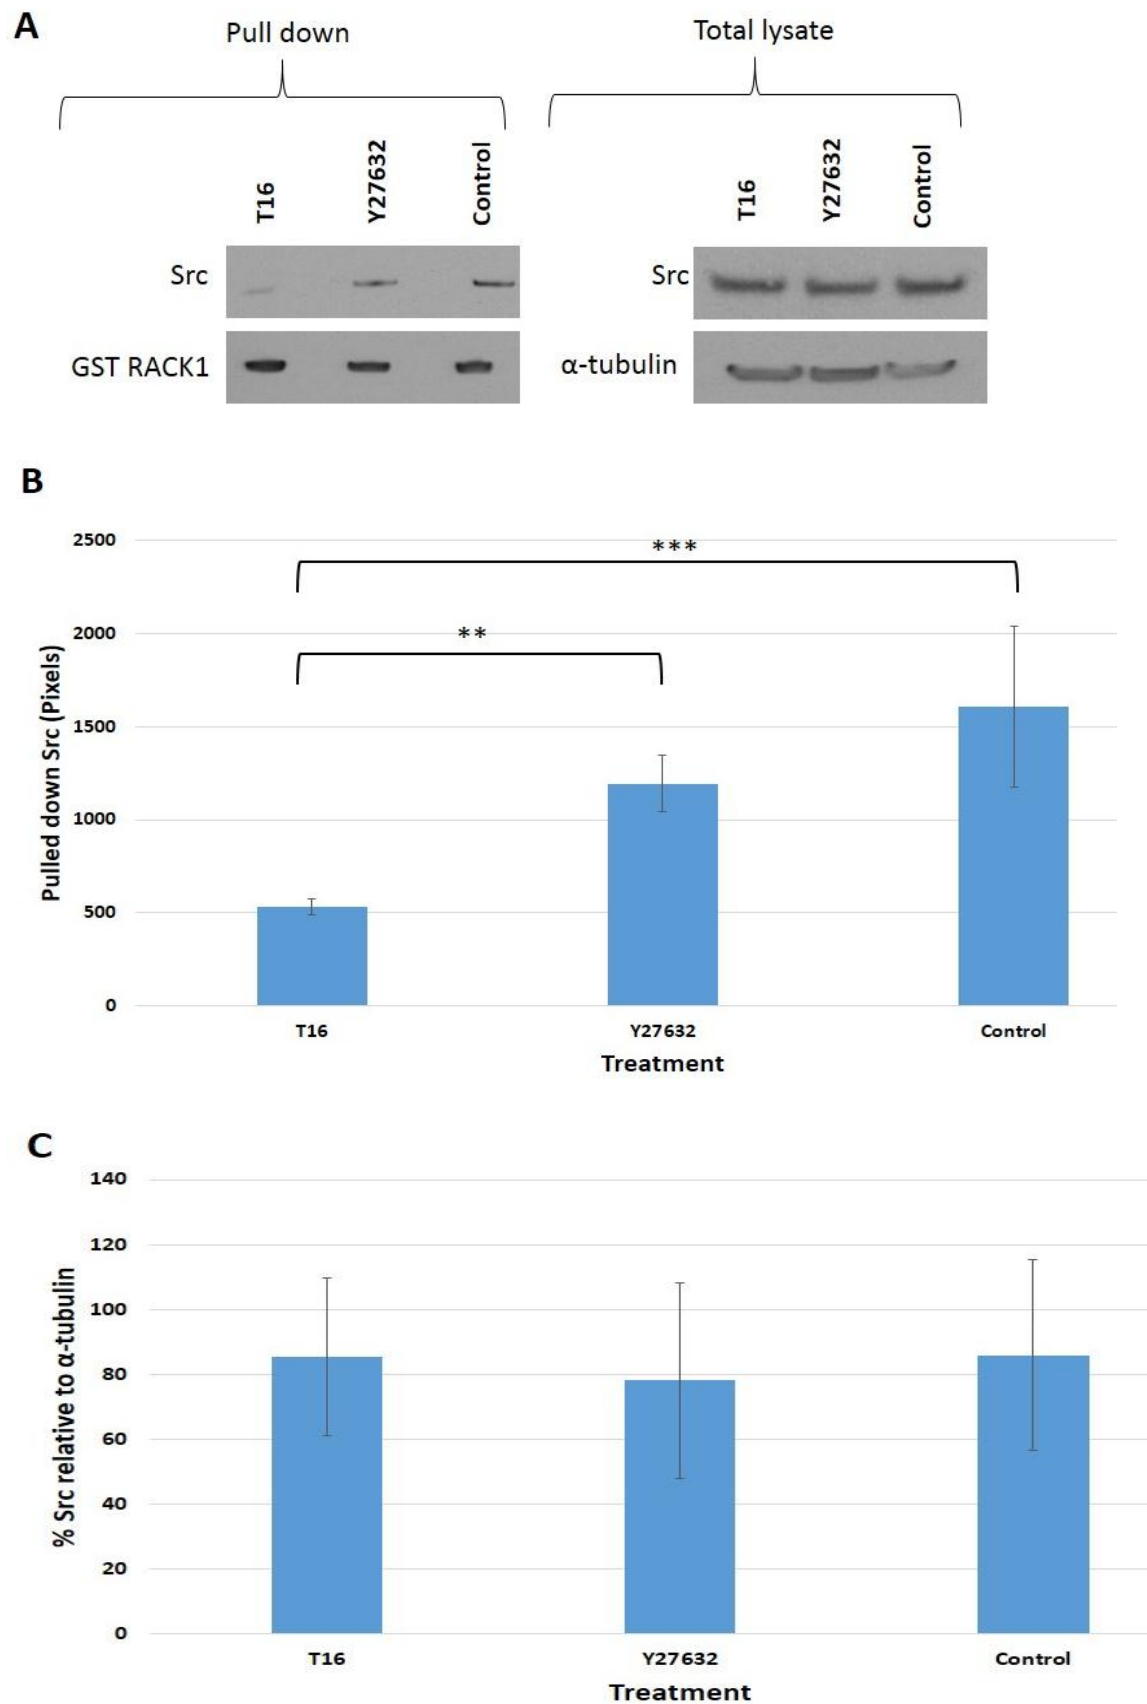 A
Pull down
Total lysate
T16
Y27632
Control
T16
Y27632
Control
Src
Src
GST RACK1
α-tubulin
B
2500
***
2000
**
1500
1000
500
0
Pulled down Src (Pixels)
T16
Y27632
Control
Treatment
C
140
120
100
80
60
40
20
0
% Src relative to α-tubulin
T16
Y27632
Control
Treatment